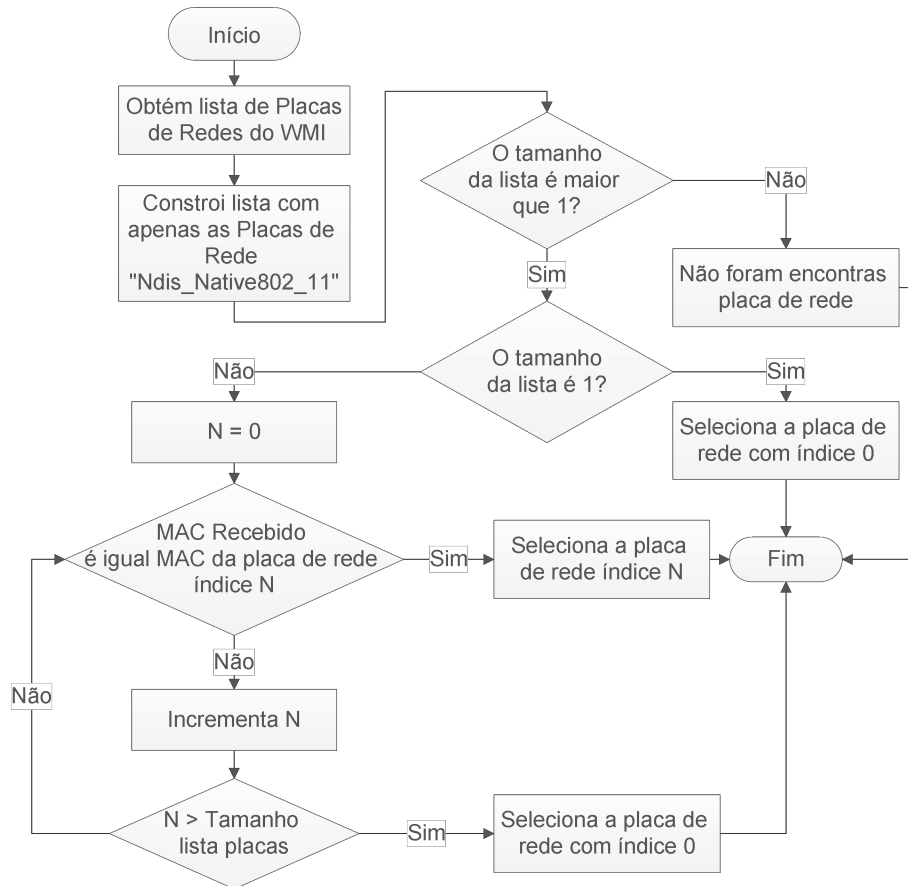 Início
Obtém lista de Placas
de Redes do WMI
Constroi lista com
apenas as Placas de
Rede
"Ndis_Native802_11"
O tamanho
da lista é maior
que 1?
Não
Não foram encontras
placa de rede
Sim
O tamanho
da lista é 1?
Não
Sim
N = 0
Seleciona a placa de
rede com índice 0
MAC Recebido
é igual MAC da placa de rede
índice N
Sim
Seleciona a placa
de rede índice N
Fim
Não
Não
Incrementa N
N > Tamanho
lista placas
Sim
Seleciona a placa de
rede com índice 0